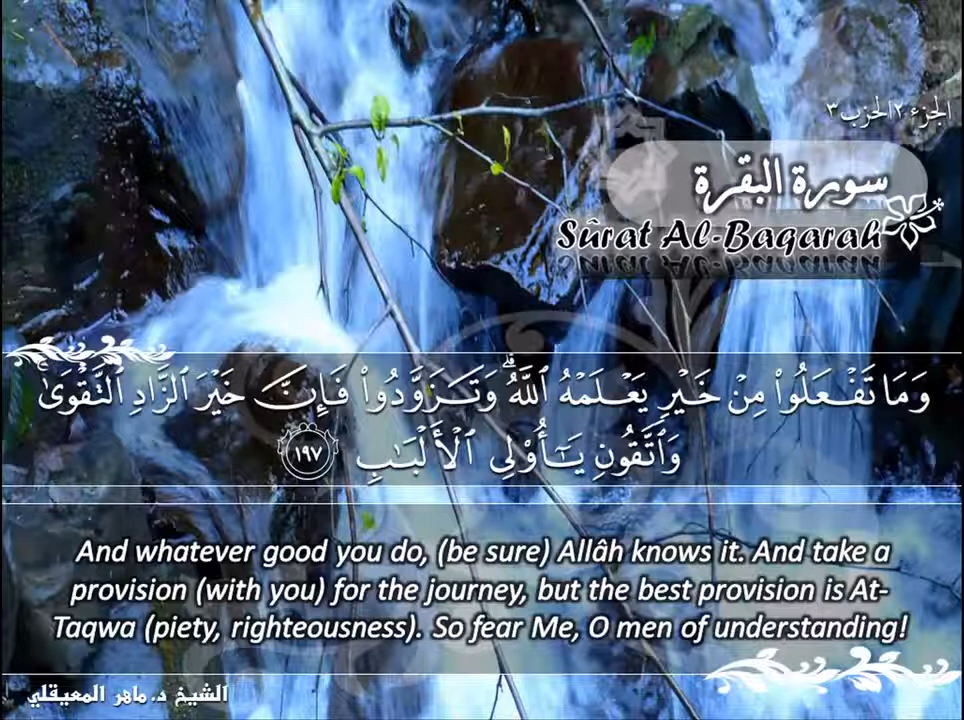 الجزء ٢ الحزب ٣
سورة البقرة
Sûrat Al-Baqarah
وَمَا تَفْعَلُوا۟ مِنْ خَيْرٍ يَعْلَمْهُ ٱللَّهُ ۗ وَتَزَوَّدُوا۟ فَإِنَّ خَيْرَ ٱلزَّادِ ٱلتَّقْوَىٰ ۚ
وَٱتَّقُونِ يَـٰٓأُو۟لِى ٱلْأَلْبَـٰبِ ١٩٧
And whatever good you do, (be sure) Allâh knows it. And take a
provision (with you) for the journey, but the best provision is At-
Taqwa (piety, righteousness). So fear Me, O men of understanding!
الشيخ د. ماهر المعيقلي